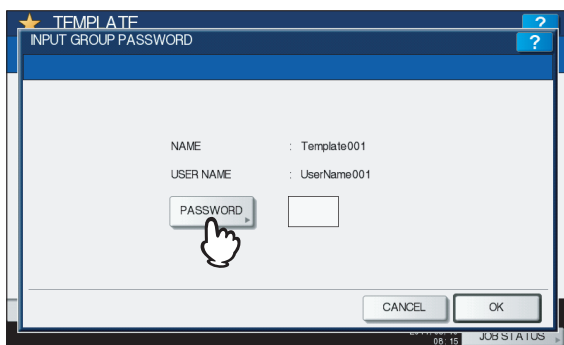 TEMPLATE
?
INPUT GROUP PASSWORD
?
NAME : Template001
USER NAME : UserName001
PASSWORD
CANCEL
OK
08:15
JOB STATUS